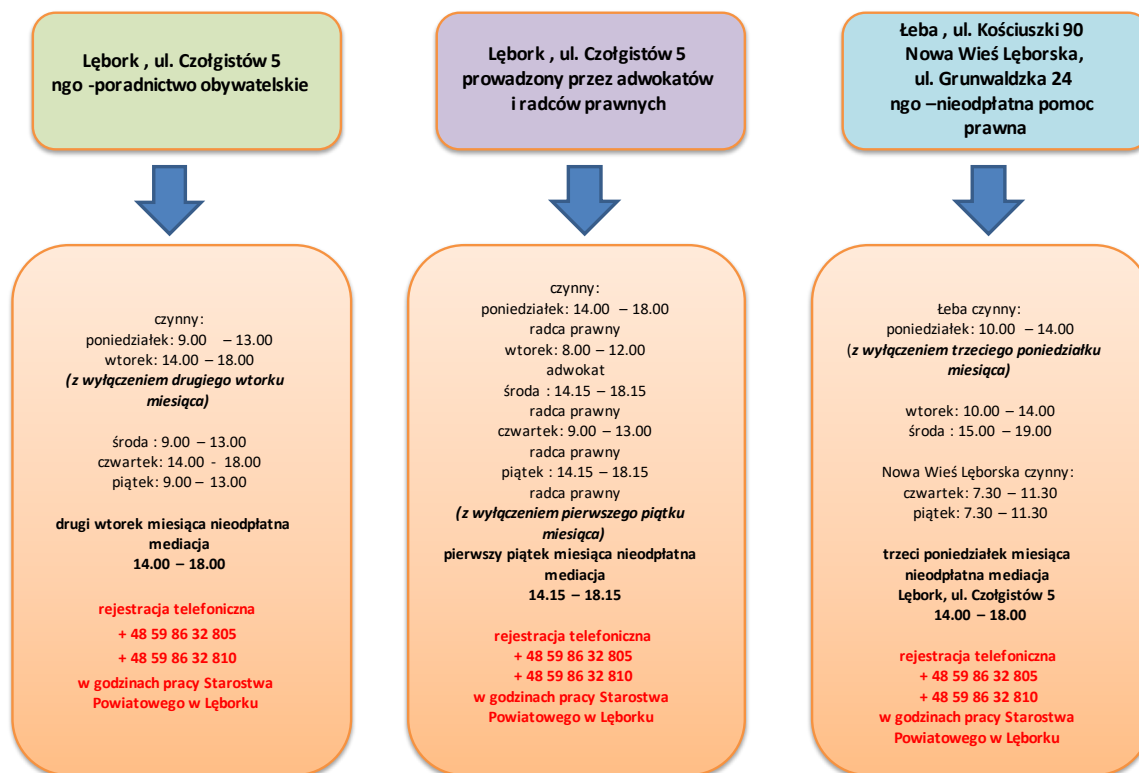 Lębork , ul. Czołgistów 5
ngo -poradnictwo obywatelskie
czynny:
poniedziałek: 9.00 – 13.00
wtorek: 14.00 – 18.00
(z wyłączeniem drugiego wtorku
miesiąca)
środa : 9.00 – 13.00
czwartek: 14.00 - 18.00
piątek: 9.00 – 13.00
drugi wtorek miesiąca nieodpłatna
mediacja
14.00 – 18.00
rejestracja telefoniczna
+ 48 59 86 32 805
+ 48 59 86 32 810
w godzinach pracy Starostwa
Powiatowego w Lęborku
Lębork , ul. Czołgistów 5
prowadzony przez adwokatów
i radców prawnych
czynny:
poniedziałek: 14.00 – 18.00
radca prawny
wtorek: 8.00 – 12.00
adwokat
środa : 14.15 – 18.15
radca prawny
czwartek: 9.00 – 13.00
radca prawny
piątek : 14.15 – 18.15
radca prawny
(z wyłączeniem pierwszego piątku
miesiąca)
pierwszy piątek miesiąca nieodpłatna
mediacja
14.15 – 18.15
rejestracja telefoniczna
+ 48 59 86 32 805
+ 48 59 86 32 810
w godzinach pracy Starostwa
Powiatowego w Lęborku
Łeba , ul. Kościuszki 90
Nowa Wieś Lęborska,
ul. Grunwaldzka 24
ngo –nieodpłatna pomoc
prawna
Łeba czynny:
poniedziałek: 10.00 – 14.00
(z wyłączeniem trzeciego poniedziałku
miesiąca)
wtorek: 10.00 – 14.00
środa : 15.00 – 19.00
Nowa Wieś Lęborska czynny:
czwartek: 7.30 – 11.30
piątek: 7.30 – 11.30
trzeci poniedziałek miesiąca
nieodpłatna mediacja
Lębork, ul. Czołgistów 5
14.00 – 18.00
rejestracja telefoniczna
+ 48 59 86 32 805
+ 48 59 86 32 810
w godzinach pracy Starostwa
Powiatowego w Lęborku